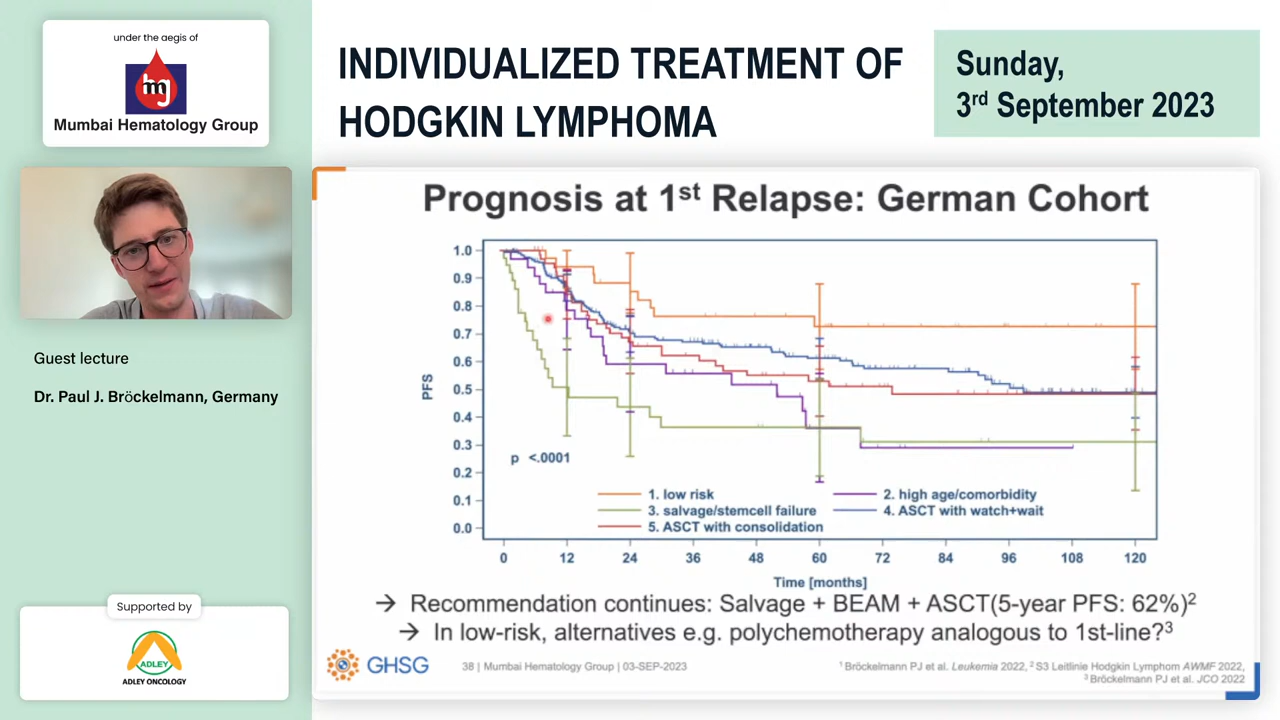 under the aegis of
mg
Mumbai Hematology Group
INDIVIDUALIZED TREATMENT OF
HODGKIN LYMPHOMA
Sunday,
3rd September 2023
Guest lecture
Dr. Paul J. Bröckelmann, Germany
Supported by
ADLEY
ADLEY ONCOLOGY
Prognosis at 1st Relapse: German Cohort
PFS
1.0
0.9
0.8
0.7
0.6
0.5
0.4
0.3
0.2
0.1
0.0
p <.0001
1. low risk
2. high age/comorbidity
3. salvage/stemcell failure
4. ASCT with watch+wait
5. ASCT with consolidation
0 12 24 36 48 60 72 84 96 108 120
Time [months]
→ Recommendation continues: Salvage + BEAM + ASCT(5-year PFS: 62%)2
→ In low-risk, alternatives e.g. polychemotherapy analogous to 1st-line?3
GHSG
38 | Mumbai Hematology Group | 03-SEP-2023
1 Bröckelmann PJ et al. Leukemia 2022, 2 S3 Leitlinie Hodgkin Lymphom AWMF 2022,
3 Bröckelmann PJ et al. JCO 2022